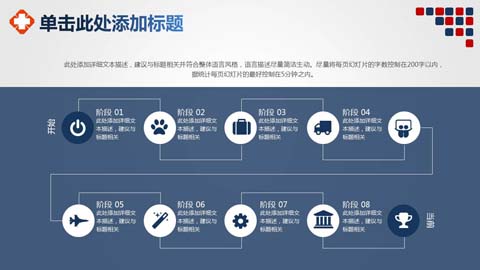 单击此处添加标题
此处添加详细文本描述，建议与标题相关并符合整体语言风格，语言描述尽量简洁生动。尽量将每页幻灯片的字数控制在200字以内，
据统计每页幻灯片的最好控制在5分钟之内。
开始
阶段 01
此处添加详细文
本描述，建议与
标题相关
阶段 02
此处添加详细文
本描述，建议与
标题相关
阶段 03
此处添加详细文
本描述，建议与
标题相关
阶段 04
此处添加详细文
本描述，建议与
标题相关
阶段 05
此处添加详细文
本描述，建议与
标题相关
阶段 06
此处添加详细文
本描述，建议与
标题相关
阶段 07
此处添加详细文
本描述，建议与
标题相关
阶段 08
此处添加详细文
本描述，建议与
标题相关
当前